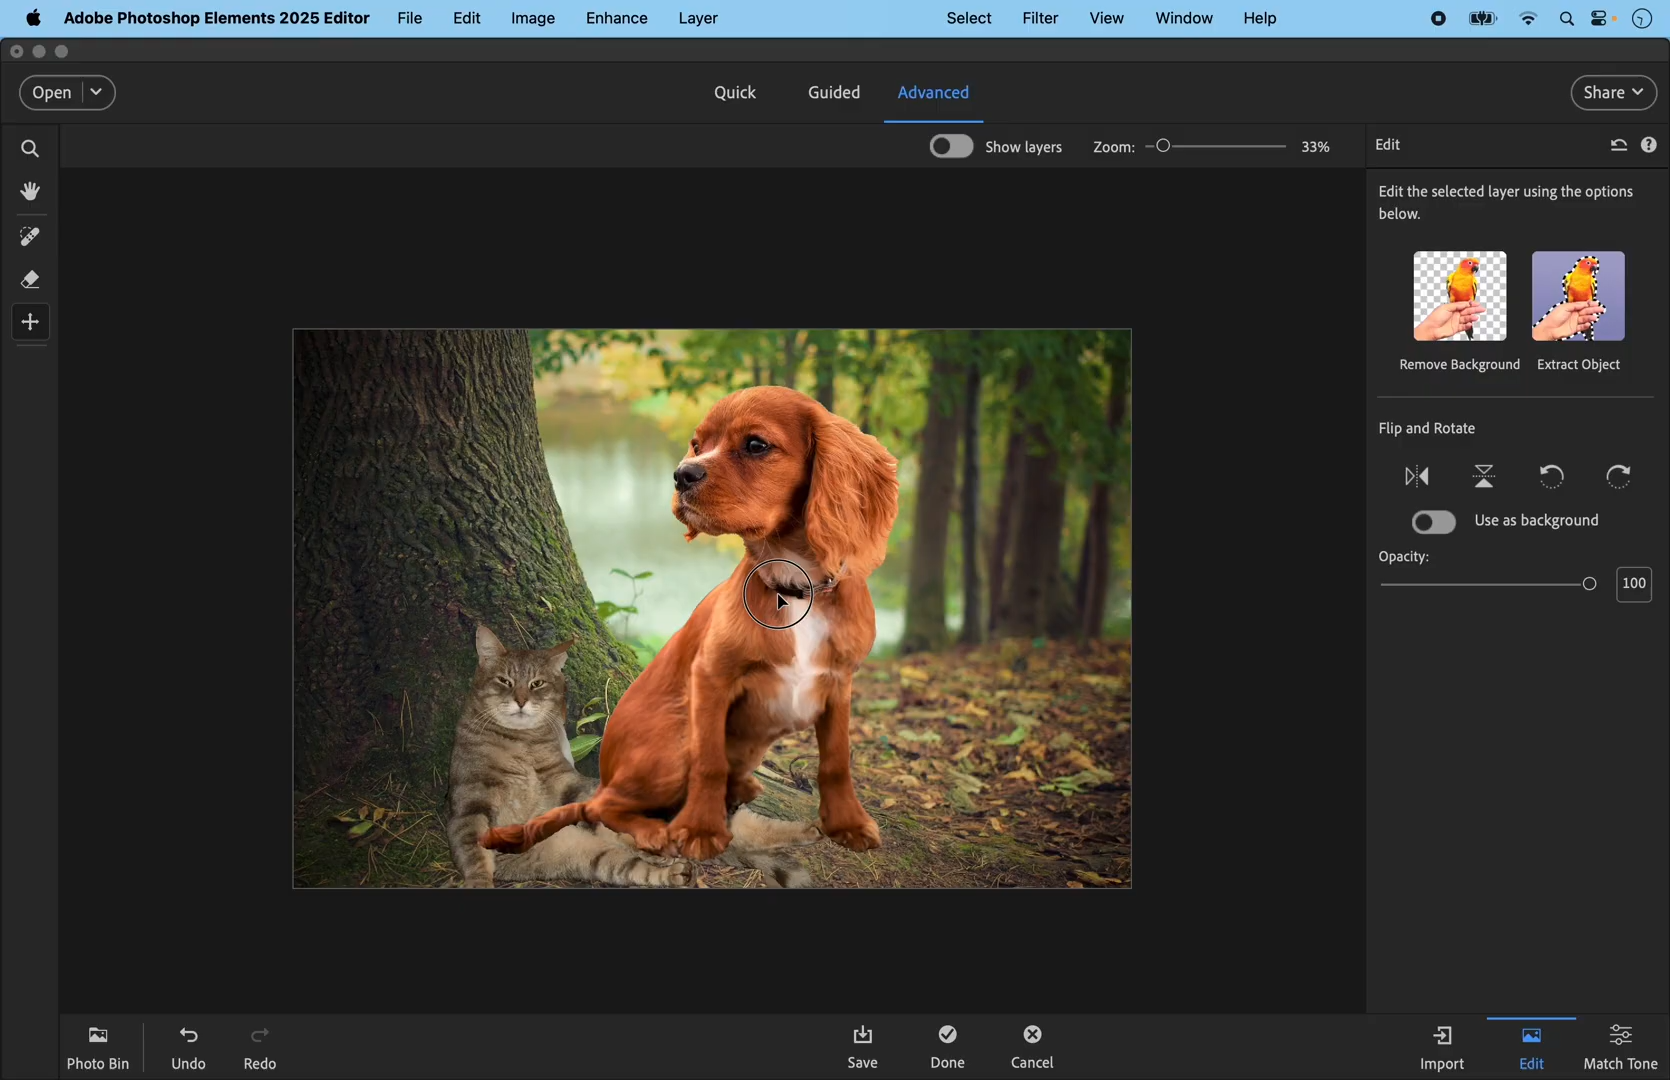 Adobe Photoshop Elements 2025 Editor File Edit Image Enhance Layer Select Filter View Window Help
Open Quick Guided Advanced Share
Show layers Zoom: 33% Edit
Edit the selected layer using the options
below.
Remove Background Extract Object
Flip and Rotate
Use as background
Opacity:
100
Photo Bin Undo Redo Save Done Cancel Import Edit Match Tone